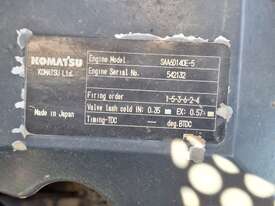 KOMATSU
KOMATSU Ltd.
Engine Model SAA6D140E-5
Engine Serial No. 542132
Firing order 1-5-3-6-2-4
Valve lash cold IN: 0.35 mm EX: 0.57 mm
Made in Japan
Timing-TDC -- deg.BTDC